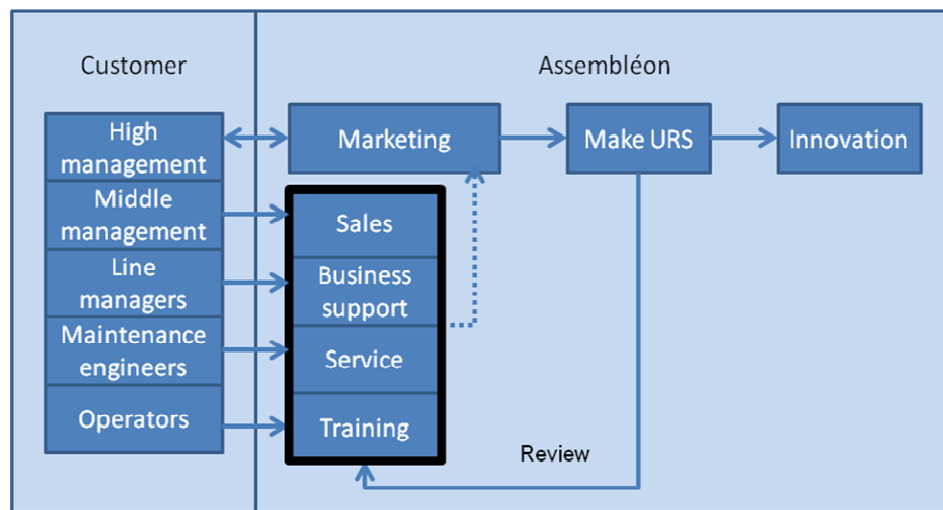 Customer
Assembléon
High
management
Marketing
Make URS
Innovation
Middle
management
Sales
Line
managers
Business
support
Maintenance
engineers
Service
Operators
Training
Review